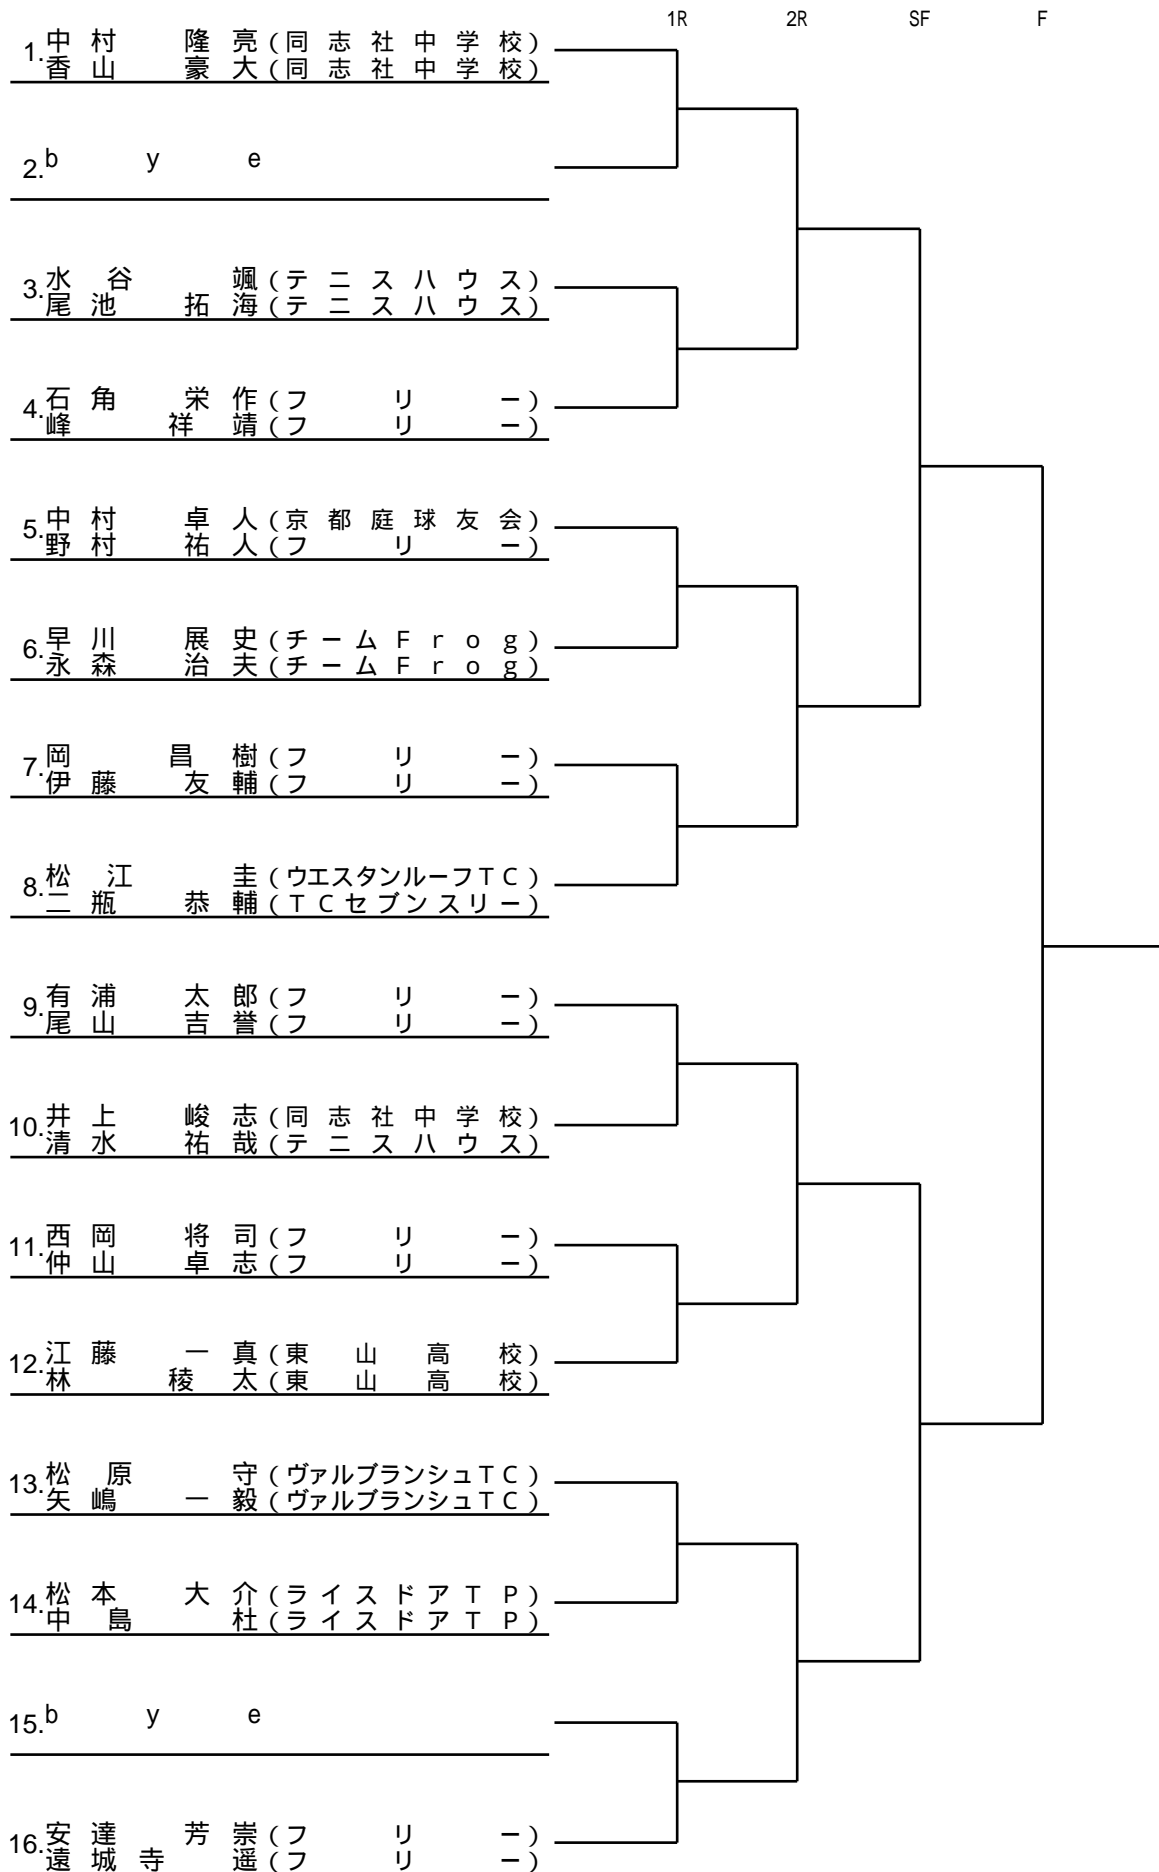 1R 2R SF F
1. 中村 隆亮(同志社中学校)
香山 豪大(同志社中学校)
2. bye
3. 水谷 颯(テニスハウス)
尾池 拓海(テニスハウス)
4. 石角 栄作(フリー)
峰 祥靖(フリー)
5. 中村 卓人(京都庭球友会)
野村 祐人(フリー)
6. 早川 展史(チームFrog)
永森 治夫(チームFrog)
7. 岡 昌樹(フリー)
伊藤 友輔(フリー)
8. 松江 圭(ウエスタンルーフTC)
二瓶 恭輔(TCセブンスリー)
9. 有浦 太郎(フリー)
尾山 吉誉(フリー)
10. 井上 峻志(同志社中学校)
清水 祐哉(テニスハウス)
11. 西岡 将司(フリー)
仲山 卓志(フリー)
12. 江藤 一真(東山高校)
林 稜太(東山高校)
13. 松原 守(ヴァルブランシュTC)
矢嶋 一毅(ヴァルブランシュTC)
14. 松本 大介(ライスドアTP)
中島 杜(ライスドアTP)
15. bye
16. 安達 芳崇(フリー)
遠城寺 遥(フリー)